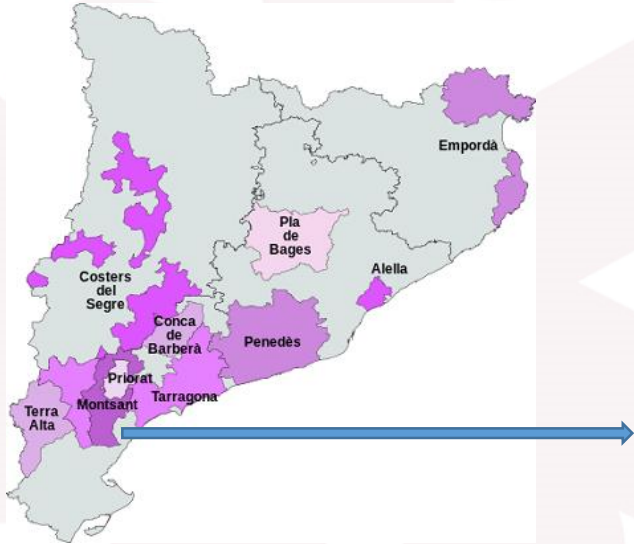 Empordà
Pla
de
Bages
Alella
Costers
del
Segre
Conca
de
Barberà
Penedès
Priorat
Tarragona
Montsant
Terra
Alta